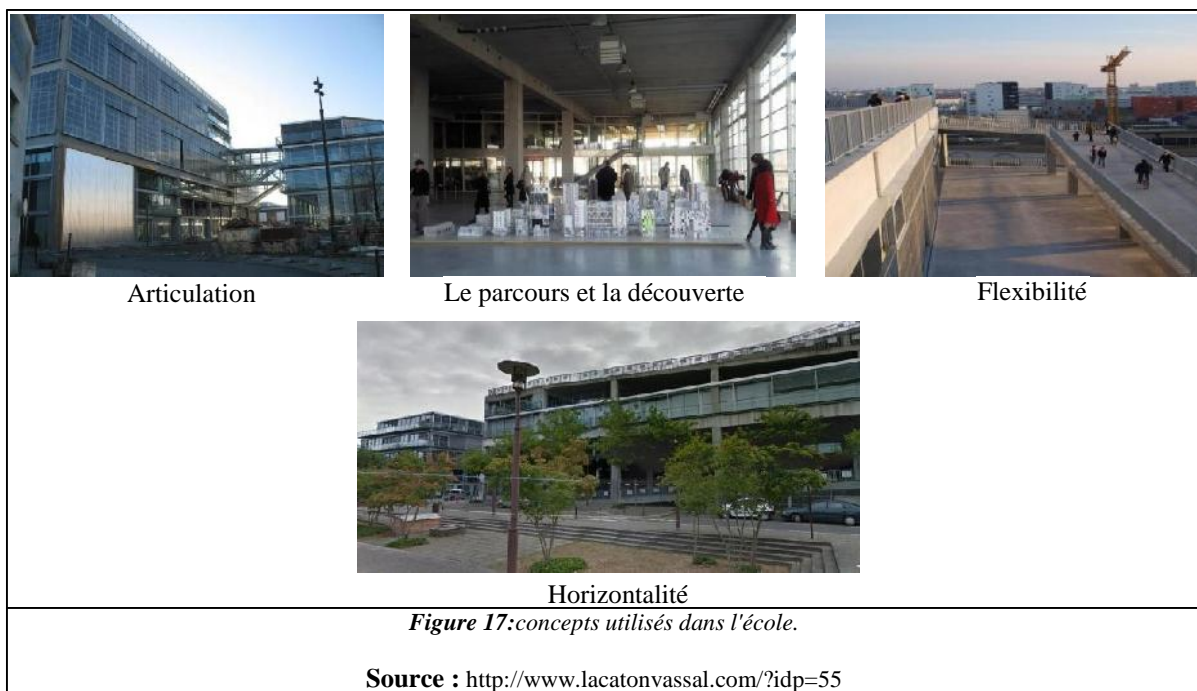 Articulation
Le parcours et la découverte
Flexibilité
Horizontalité
Figure 17:concepts utilisés dans l'école.
Source : http://www.lacatonvassal.com/?idp=55